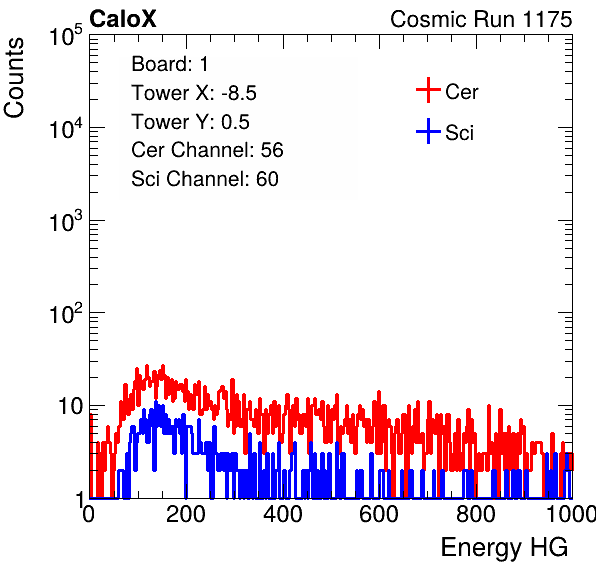 CaloX Cosmic Run 1175
Counts
10^5
10^4
10^3
10^2
10
1
Board: 1
Tower X: -8.5
Tower Y: 0.5
Cer Channel: 56
Sci Channel: 60
Cer
Sci
0 200 400 600 800 1000
Energy HG